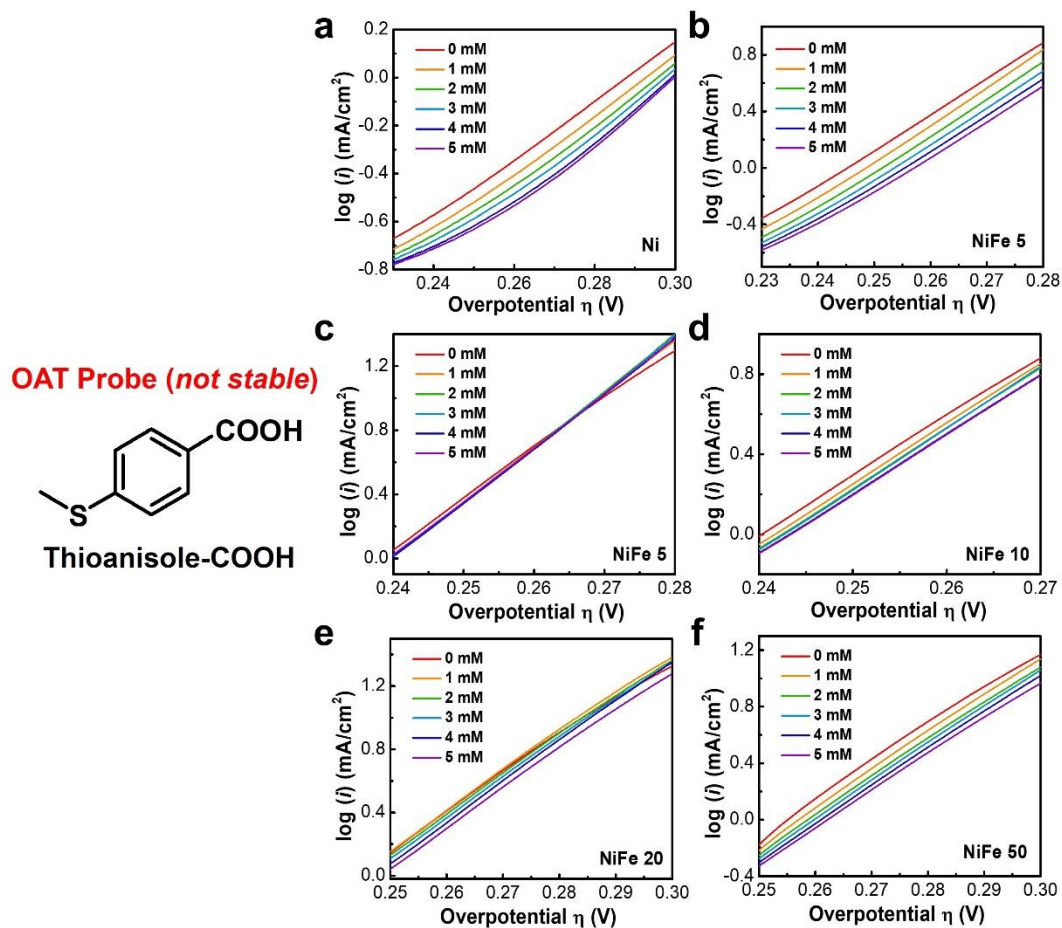 OAT Probe (not stable)
COOH
S
Thioanisole-COOH
a
0 mM
1 mM
2 mM
3 mM
4 mM
5 mM
Ni
log (i) (mA/cm²)
0.2
0.0
-0.2
-0.4
-0.6
-0.8
0.24 0.26 0.28 0.30
Overpotential η (V)
b
0 mM
1 mM
2 mM
3 mM
4 mM
5 mM
NiFe 5
log (i) (mA/cm²)
0.8
0.4
0.0
-0.4
0.23 0.24 0.25 0.26 0.27 0.28
Overpotential η (V)
c
0 mM
1 mM
2 mM
3 mM
4 mM
5 mM
NiFe 5
log (i) (mA/cm²)
1.2
0.8
0.4
0.0
0.24 0.25 0.26 0.27 0.28
Overpotential η (V)
d
0 mM
1 mM
2 mM
3 mM
4 mM
5 mM
NiFe 10
log (i) (mA/cm²)
0.8
0.4
0.0
0.24 0.25 0.26 0.27
Overpotential η (V)
e
0 mM
1 mM
2 mM
3 mM
4 mM
5 mM
NiFe 20
log (i) (mA/cm²)
1.2
0.8
0.4
0.0
0.25 0.26 0.27 0.28 0.29 0.30
Overpotential η (V)
f
0 mM
1 mM
2 mM
3 mM
4 mM
5 mM
NiFe 50
log (i) (mA/cm²)
1.2
0.8
0.4
0.0
-0.4
0.25 0.26 0.27 0.28 0.29 0.30
Overpotential η (V)